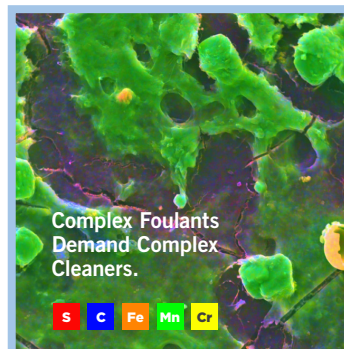 Complex Foulants
Demand Complex
Cleaners.
S C Fe Mn Cr